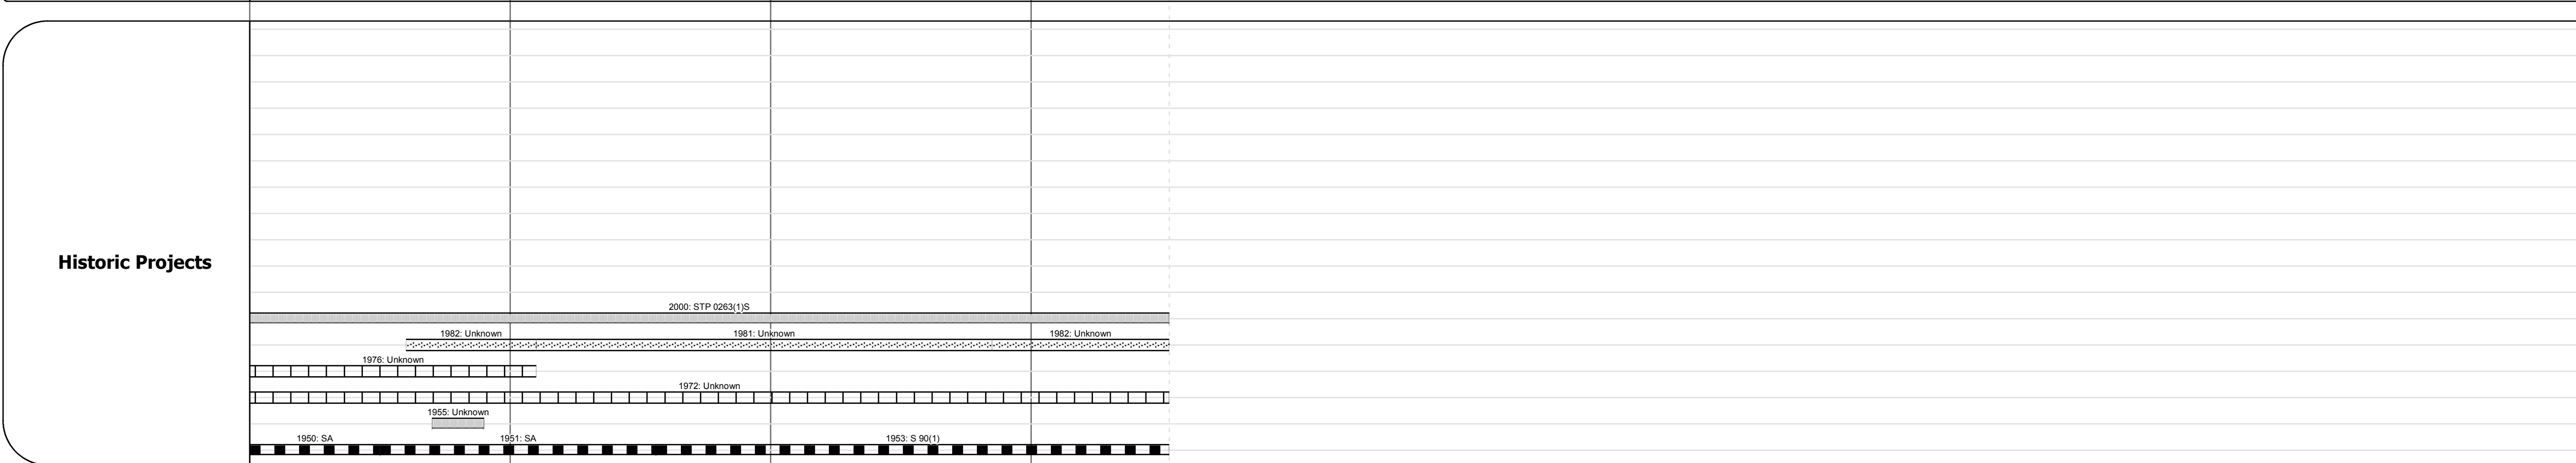 Historic Projects
2000: STP 0263(1)S
1982: Unknown 1981: Unknown 1982: Unknown
1976: Unknown
1972: Unknown
1955: Unknown
1950: SA 1951: SA 1953: S 90(1)